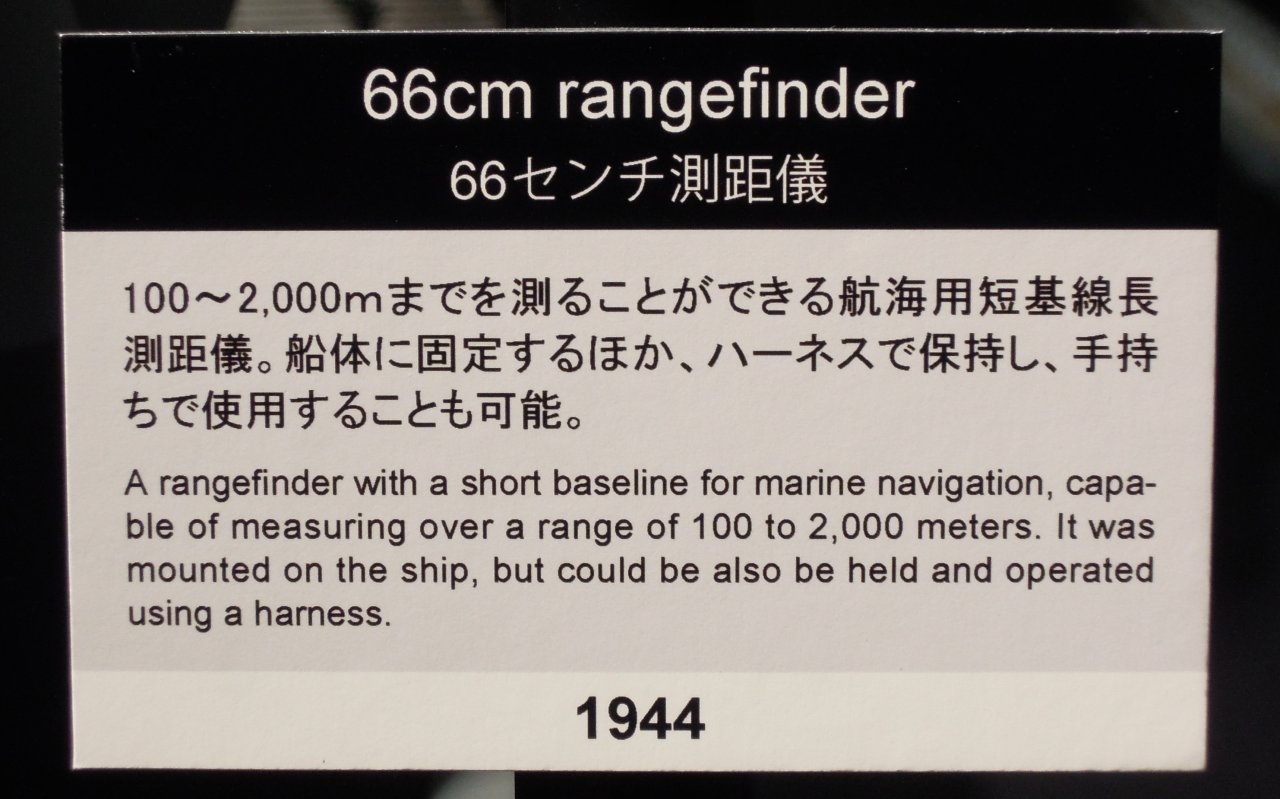 66cm rangefinder
66センチ測距儀
100～2,000mまでを測ることができる航海用短基線長
測距儀。船体に固定するほか、ハーネスで保持し、手持
ちで使用することも可能。
A rangefinder with a short baseline for marine navigation, capa-
ble of measuring over a range of 100 to 2,000 meters. It was
mounted on the ship, but could be also be held and operated
using a harness.
1944